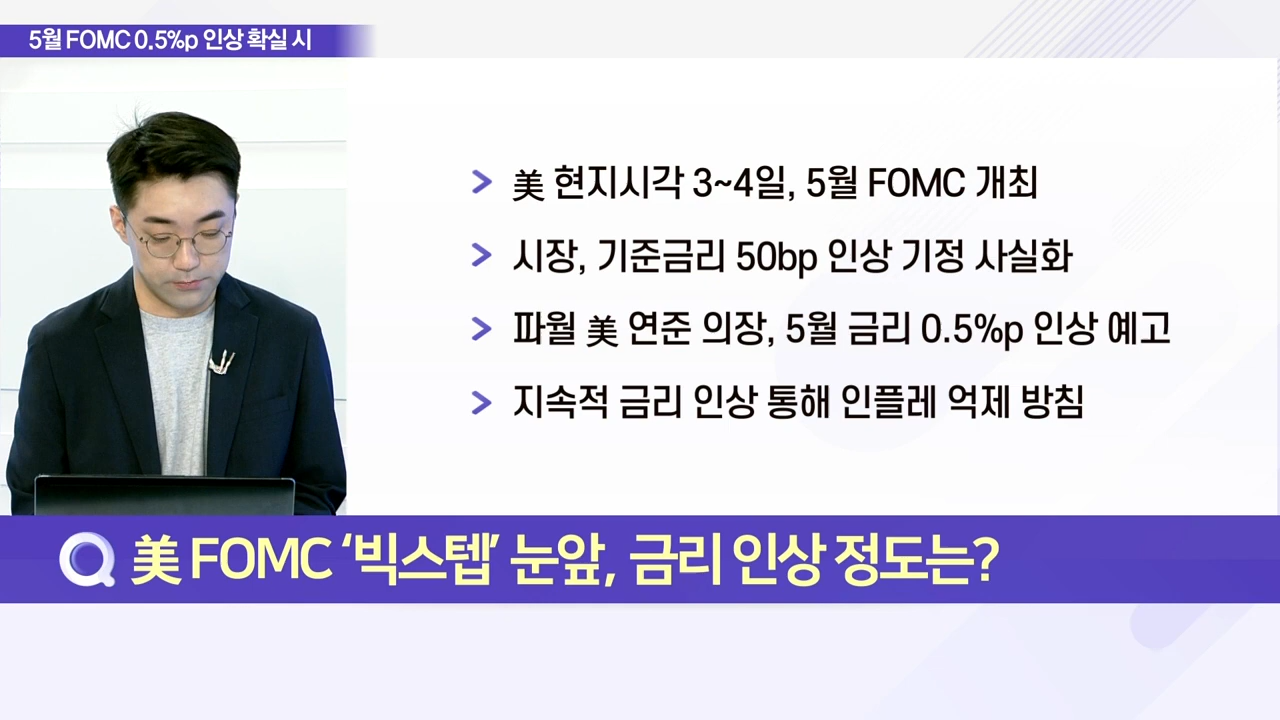 5월 FOMC 0.5%p 인상 확실 시
> 美 현지시각 3~4일, 5월 FOMC 개최
> 시장, 기준금리 50bp 인상 기정 사실화
> 파월 美 연준 의장, 5월 금리 0.5%p 인상 예고
> 지속적 금리 인상 통해 인플레 억제 방침
Q 美 FOMC ‘빅스텝’ 눈앞, 금리 인상 정도는?